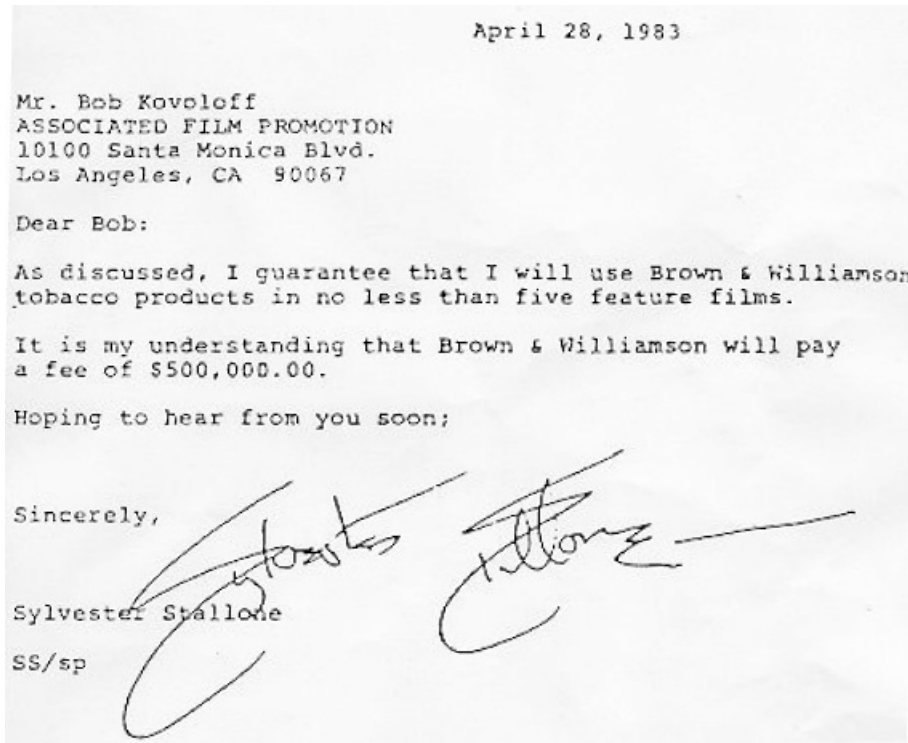 April 28, 1983
Mr. Bob Kovoloff
ASSOCIATED FILM PROMOTION
10100 Santa Monica Blvd.
Los Angeles, CA 90067
Dear Bob:
As discussed, I guarantee that I will use Brown & Williamson
tobacco products in no less than five feature films.
It is my understanding that Brown & Williamson will pay
a fee of $500,000.00.
Hoping to hear from you soon;
Sincerely,
Sylvester Stallone
Sylvester Stallone
SS/sp